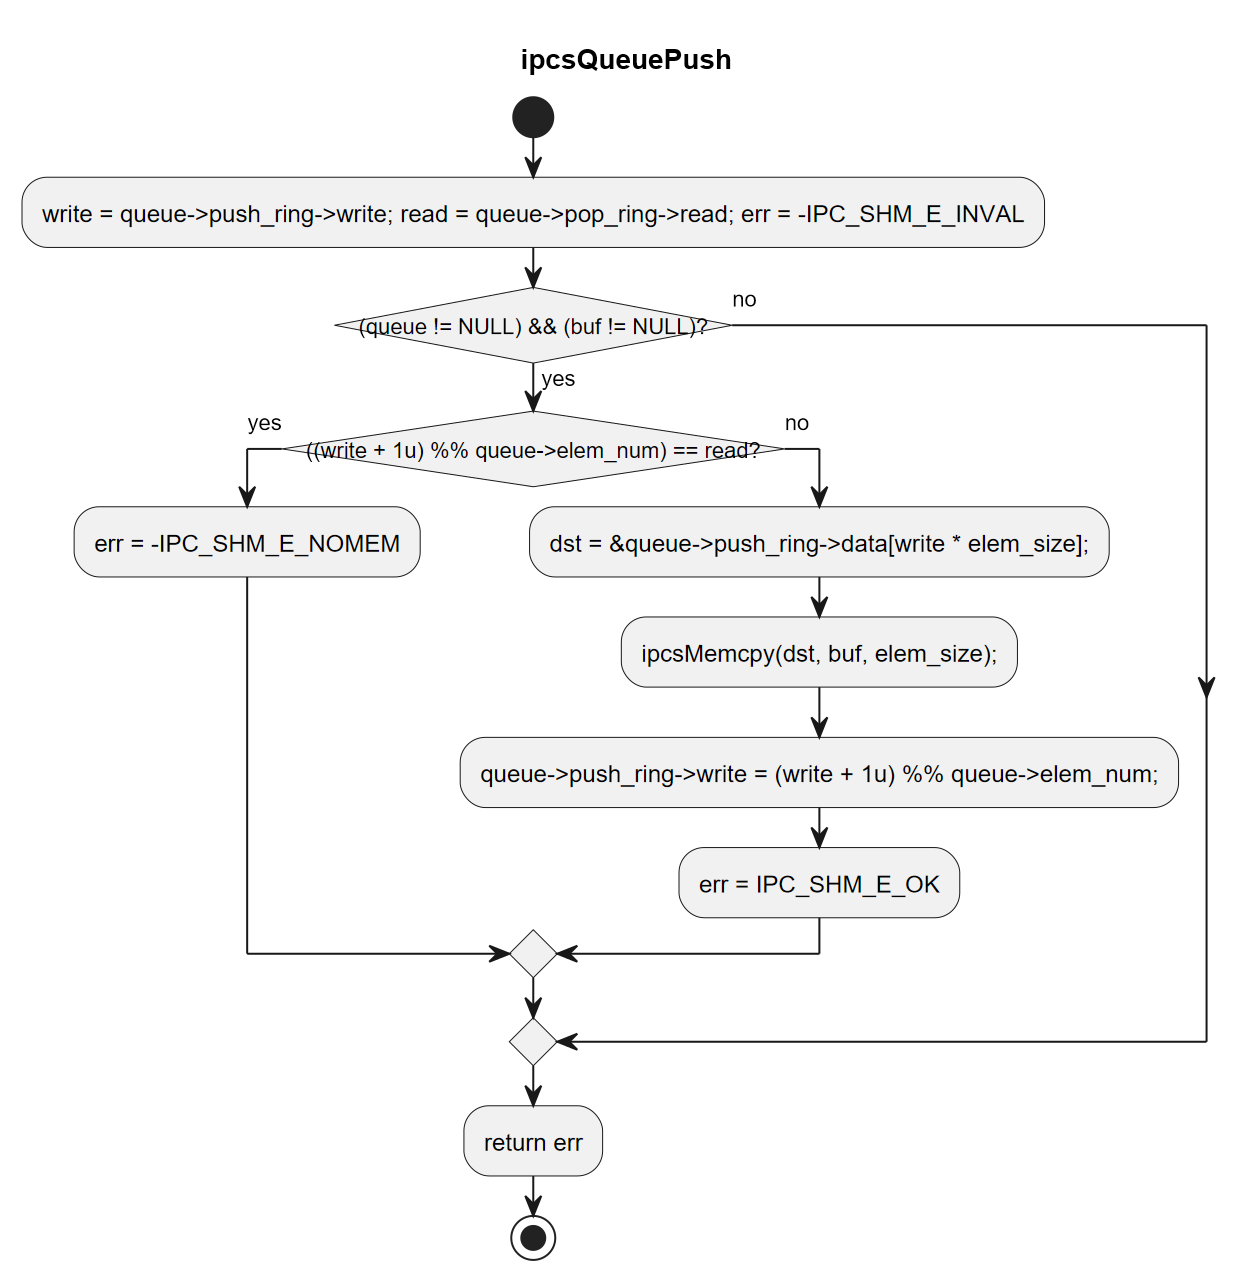 ipcsQueuePush
write = queue->push_ring->write; read = queue->pop_ring->read; err = -IPC_SHM_E_INVAL
(queue != NULL) && (buf != NULL)?
no
yes
yes
((write + 1u) %% queue->elem_num) == read?
no
err = -IPC_SHM_E_NOMEM
dst = &queue->push_ring->data[write * elem_size];
ipcsMemcpy(dst, buf, elem_size);
queue->push_ring->write = (write + 1u) %% queue->elem_num;
err = IPC_SHM_E_OK
return err